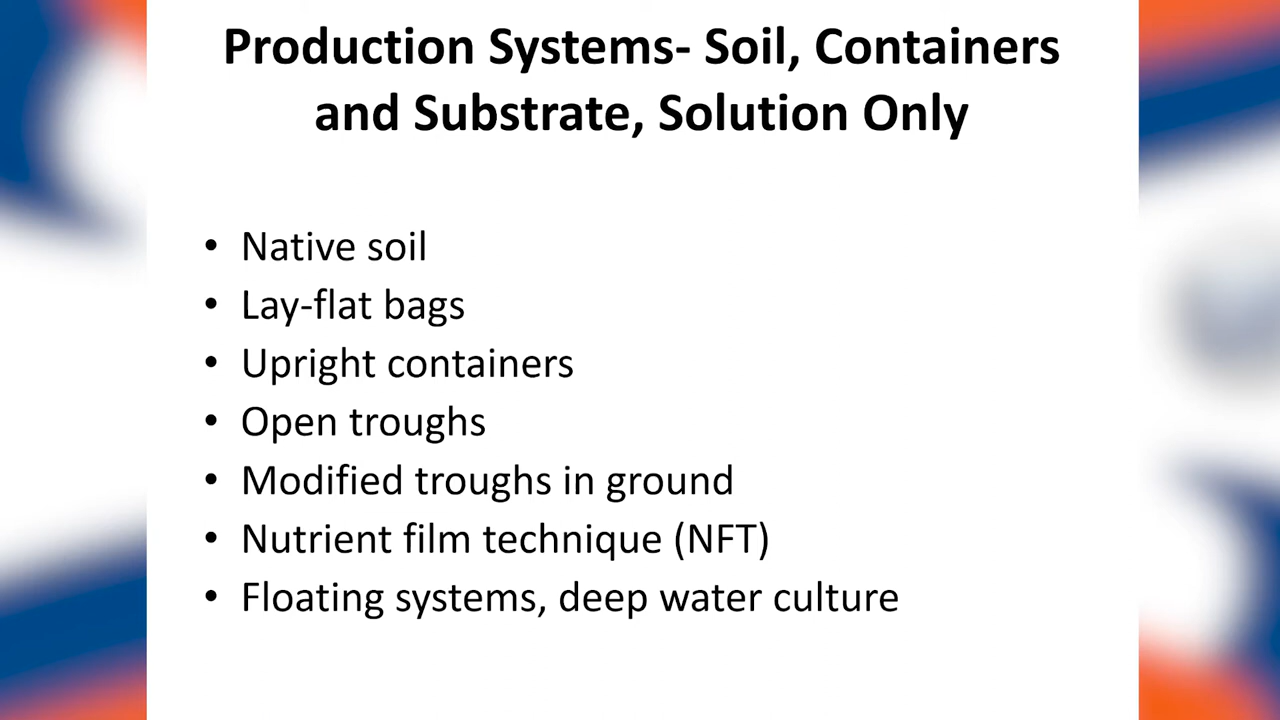 Production Systems- Soil, Containers
and Substrate, Solution Only
• Native soil
• Lay-flat bags
• Upright containers
• Open troughs
• Modified troughs in ground
• Nutrient film technique (NFT)
• Floating systems, deep water culture